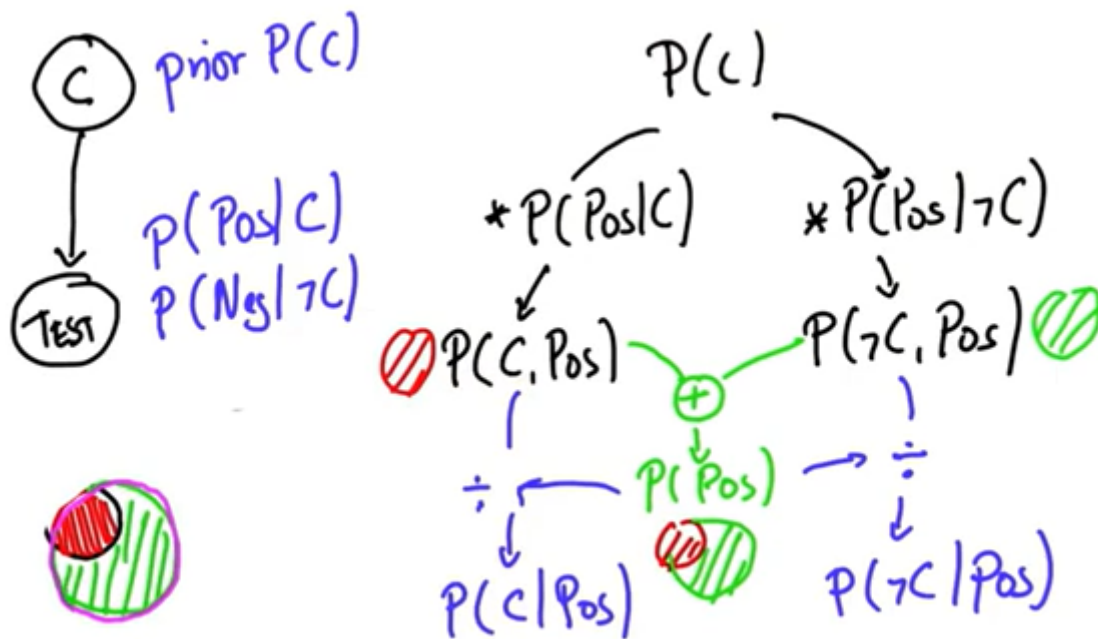 C
prior P(C)
P(Pos|C)
P(Neg|¬C)
TEST
P(C)
* P(Pos|C)
* P(Pos|¬C)
P(C, Pos)
P(¬C, Pos)
+
÷
P(Pos)
÷
P(C|Pos)
P(¬C|Pos)